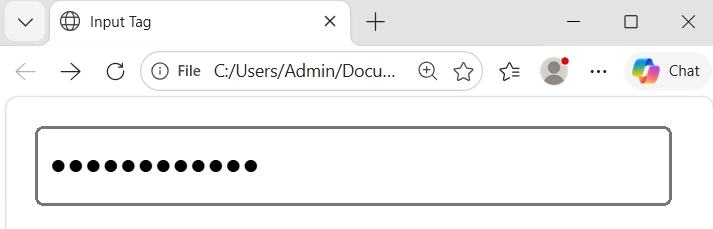 Input Tag
File C:/Users/Admin/Docu...
Chat
••••••••••••